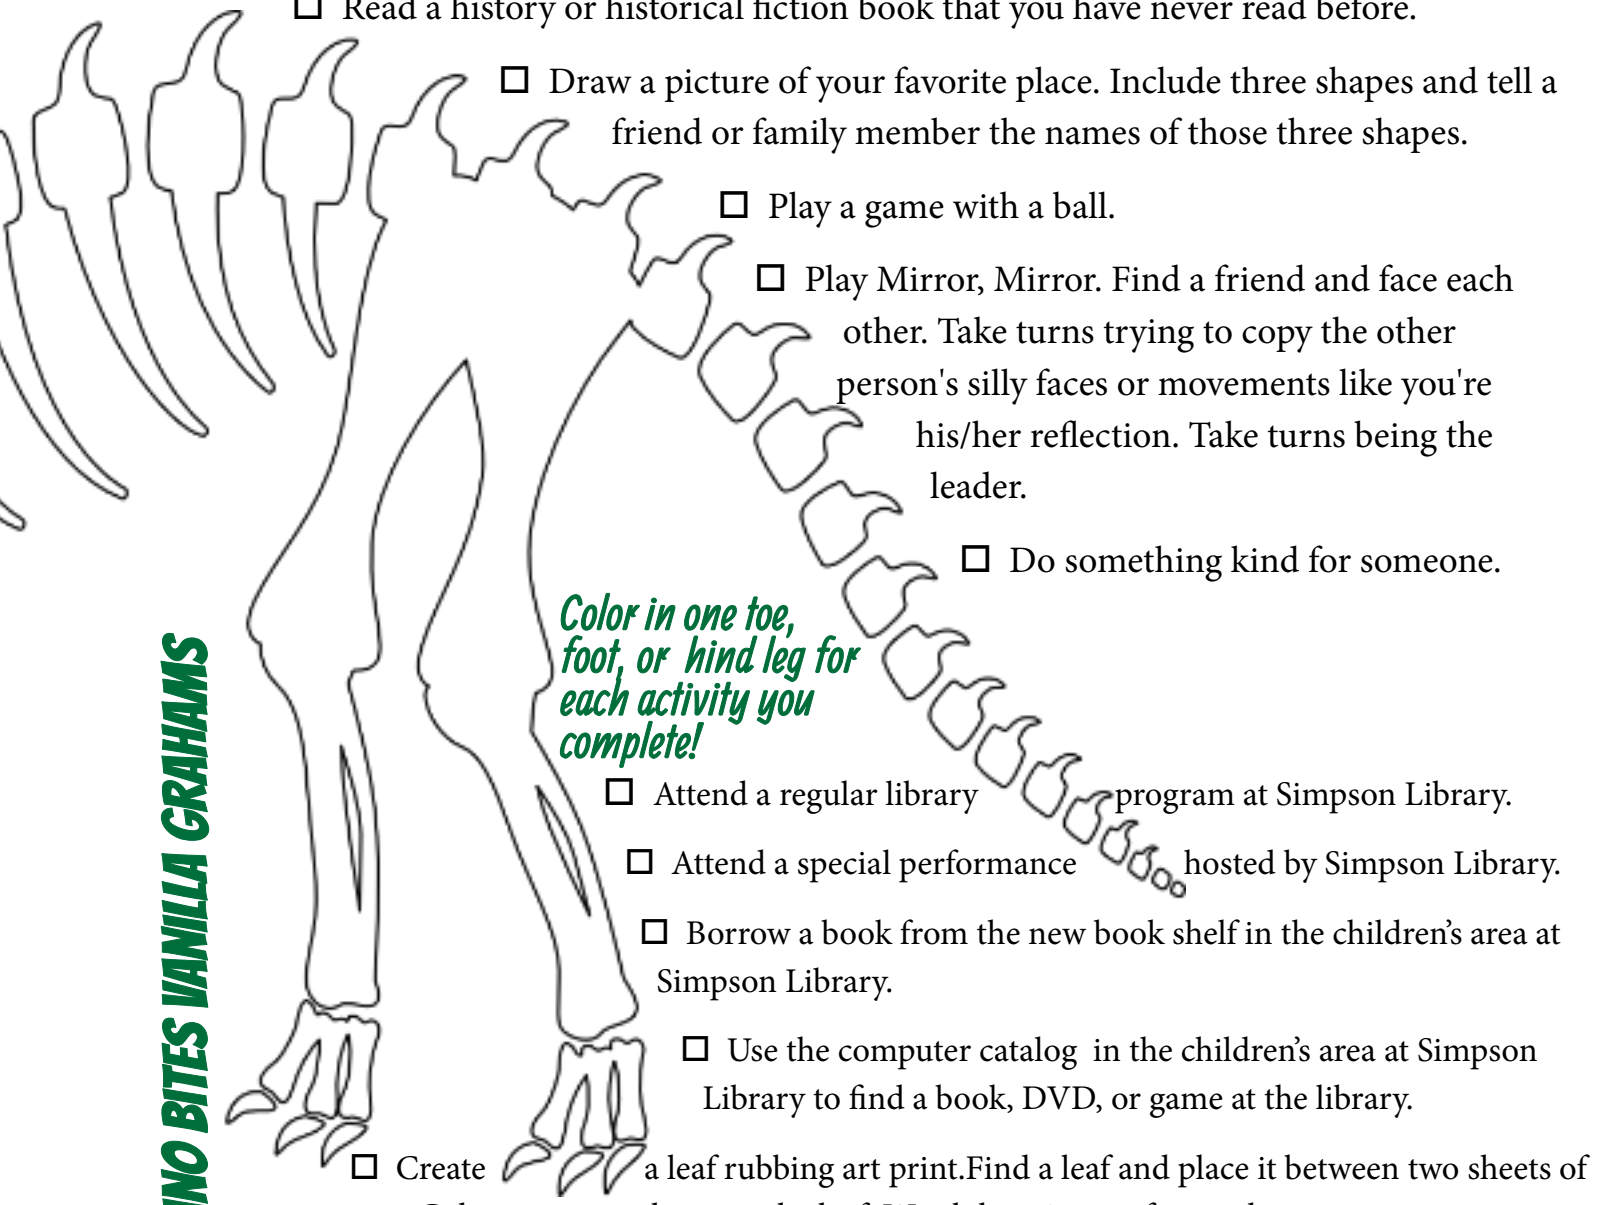 ☐ Read a history or historical fiction book that you have never read before.
☐ Draw a picture of your favorite place. Include three shapes and tell a
friend or family member the names of those three shapes.
☐ Play a game with a ball.
☐ Play Mirror, Mirror. Find a friend and face each
other. Take turns trying to copy the other
person's silly faces or movements like you're
his/her reflection. Take turns being the
leader.
☐ Do something kind for someone.
Color in one toe,
foot, or hind leg for
each activity you
complete!
☐ Attend a regular library program at Simpson Library.
☐ Attend a special performance hosted by Simpson Library.
☐ Borrow a book from the new book shelf in the children's area at
Simpson Library.
☐ Use the computer catalog in the children's area at Simpson
Library to find a book, DVD, or game at the library.
☐ Create a leaf rubbing art print.Find a leaf and place it between two sheets of
BITES VANILLA GRAHAMS